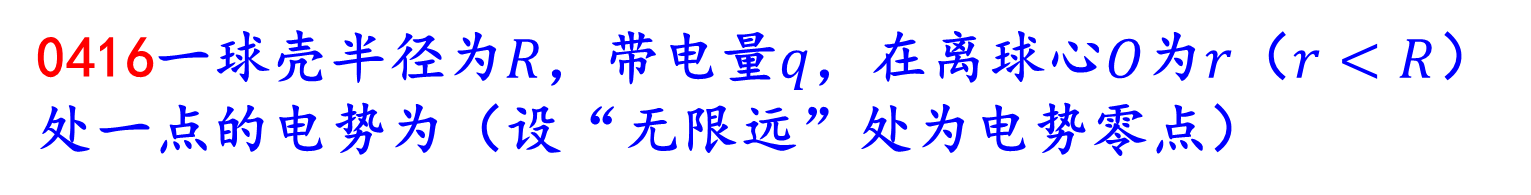 0416一球壳半径为R，带电量q，在离球心O为r（r < R）
处一点的电势为（设“无限远”处为电势零点）